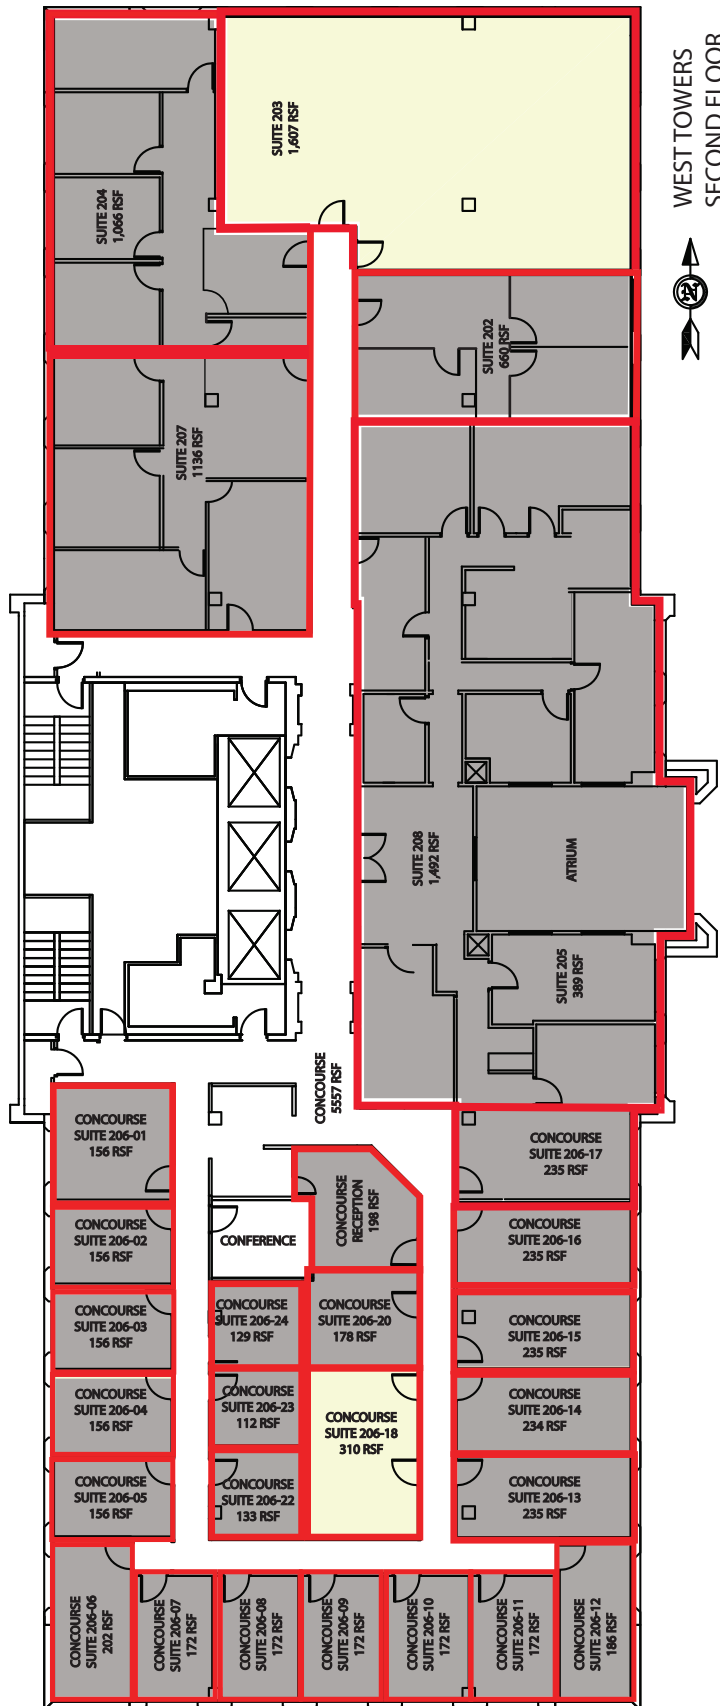 WEST TOWERS
SECOND FLOOR
N
SUITE 203
1,607 RSF
SUITE 204
1,066 RSF
SUITE 202
660 RSF
SUITE 207
1136 RSF
SUITE 208
1,492 RSF
ATRIUM
SUITE 205
389 RSF
CONCOURSE
5557 RSF
CONCOURSE
SUITE 206-01
156 RSF
CONCOURSE
SUITE 206-17
235 RSF
CONCOURSE
RECEPTION
198 RSF
CONCOURSE
SUITE 206-02
156 RSF
CONFERENCE
CONCOURSE
SUITE 206-16
235 RSF
CONCOURSE
SUITE 206-03
156 RSF
CONCOURSE
SUITE 206-24
129 RSF
CONCOURSE
SUITE 206-20
178 RSF
CONCOURSE
SUITE 206-15
235 RSF
CONCOURSE
SUITE 206-04
156 RSF
CONCOURSE
SUITE 206-23
112 RSF
CONCOURSE
SUITE 206-18
310 RSF
CONCOURSE
SUITE 206-14
234 RSF
CONCOURSE
SUITE 206-05
156 RSF
CONCOURSE
SUITE 206-22
133 RSF
CONCOURSE
SUITE 206-13
235 RSF
CONCOURSE
SUITE 206-06
202 RSF
CONCOURSE
SUITE 206-07
172 RSF
CONCOURSE
SUITE 206-08
172 RSF
CONCOURSE
SUITE 206-09
172 RSF
CONCOURSE
SUITE 206-10
172 RSF
CONCOURSE
SUITE 206-11
172 RSF
CONCOURSE
SUITE 206-12
186 RSF